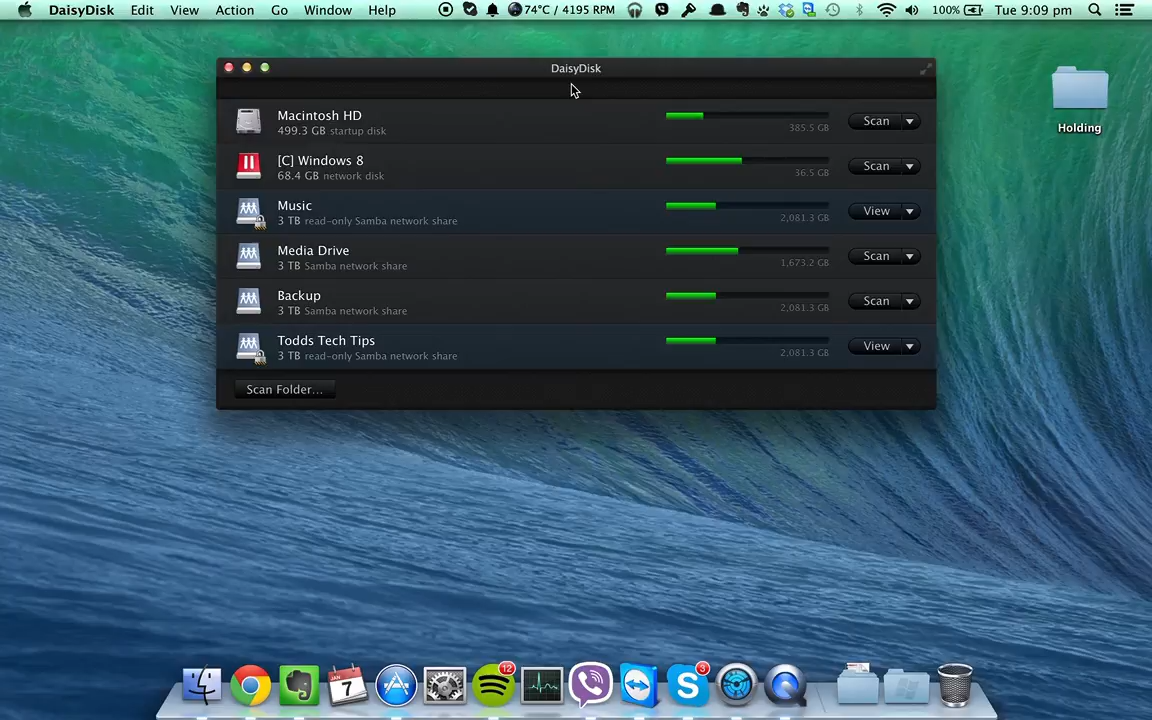 DaisyDisk Edit View Action Go Window Help 74°C / 4195 RPM 100% Tue 9:09 pm
DaisyDisk
Macintosh HD
499.3 GB startup disk
385.5 GB
Scan
[C] Windows 8
68.4 GB network disk
36.5 GB
Scan
Music
3 TB read-only Samba network share
2,081.3 GB
View
Media Drive
3 TB Samba network share
1,673.2 GB
Scan
Backup
3 TB Samba network share
2,081.3 GB
Scan
Todds Tech Tips
3 TB read-only Samba network share
2,081.3 GB
View
Scan Folder...
Holding
JAN
7
12
3